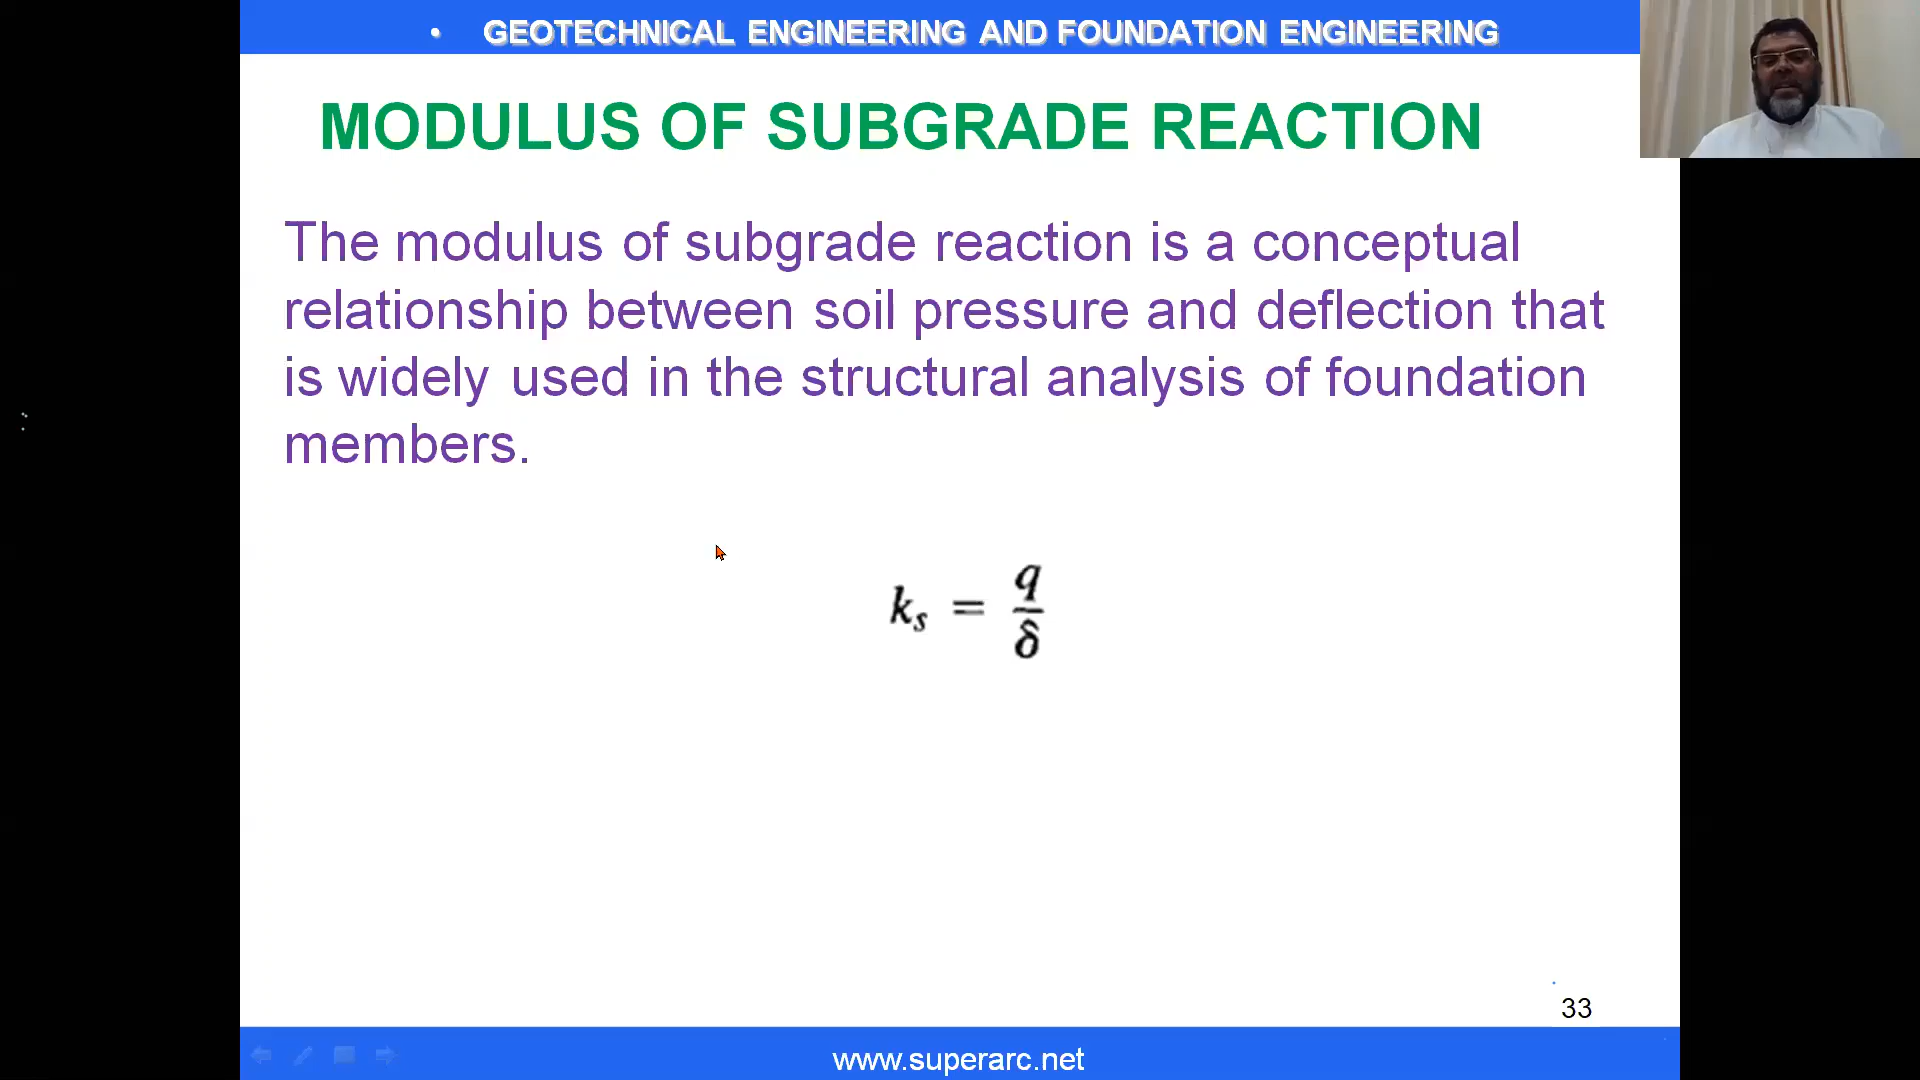 • GEOTECHNICAL ENGINEERING AND FOUNDATION ENGINEERING
MODULUS OF SUBGRADE REACTION
The modulus of subgrade reaction is a conceptual
relationship between soil pressure and deflection that
is widely used in the structural analysis of foundation
members.
k_s = q/δ
33
www.superarc.net